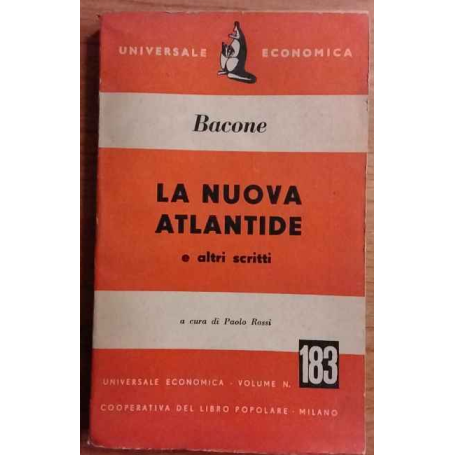 UNIVERSALE ECONOMICA
Bacone
LA NUOVA
ATLANTIDE
e altri scritti
a cura di Paolo Rossi
UNIVERSALE ECONOMICA - VOLUME N. 183
COOPERATIVA DEL LIBRO POPOLARE - MILANO